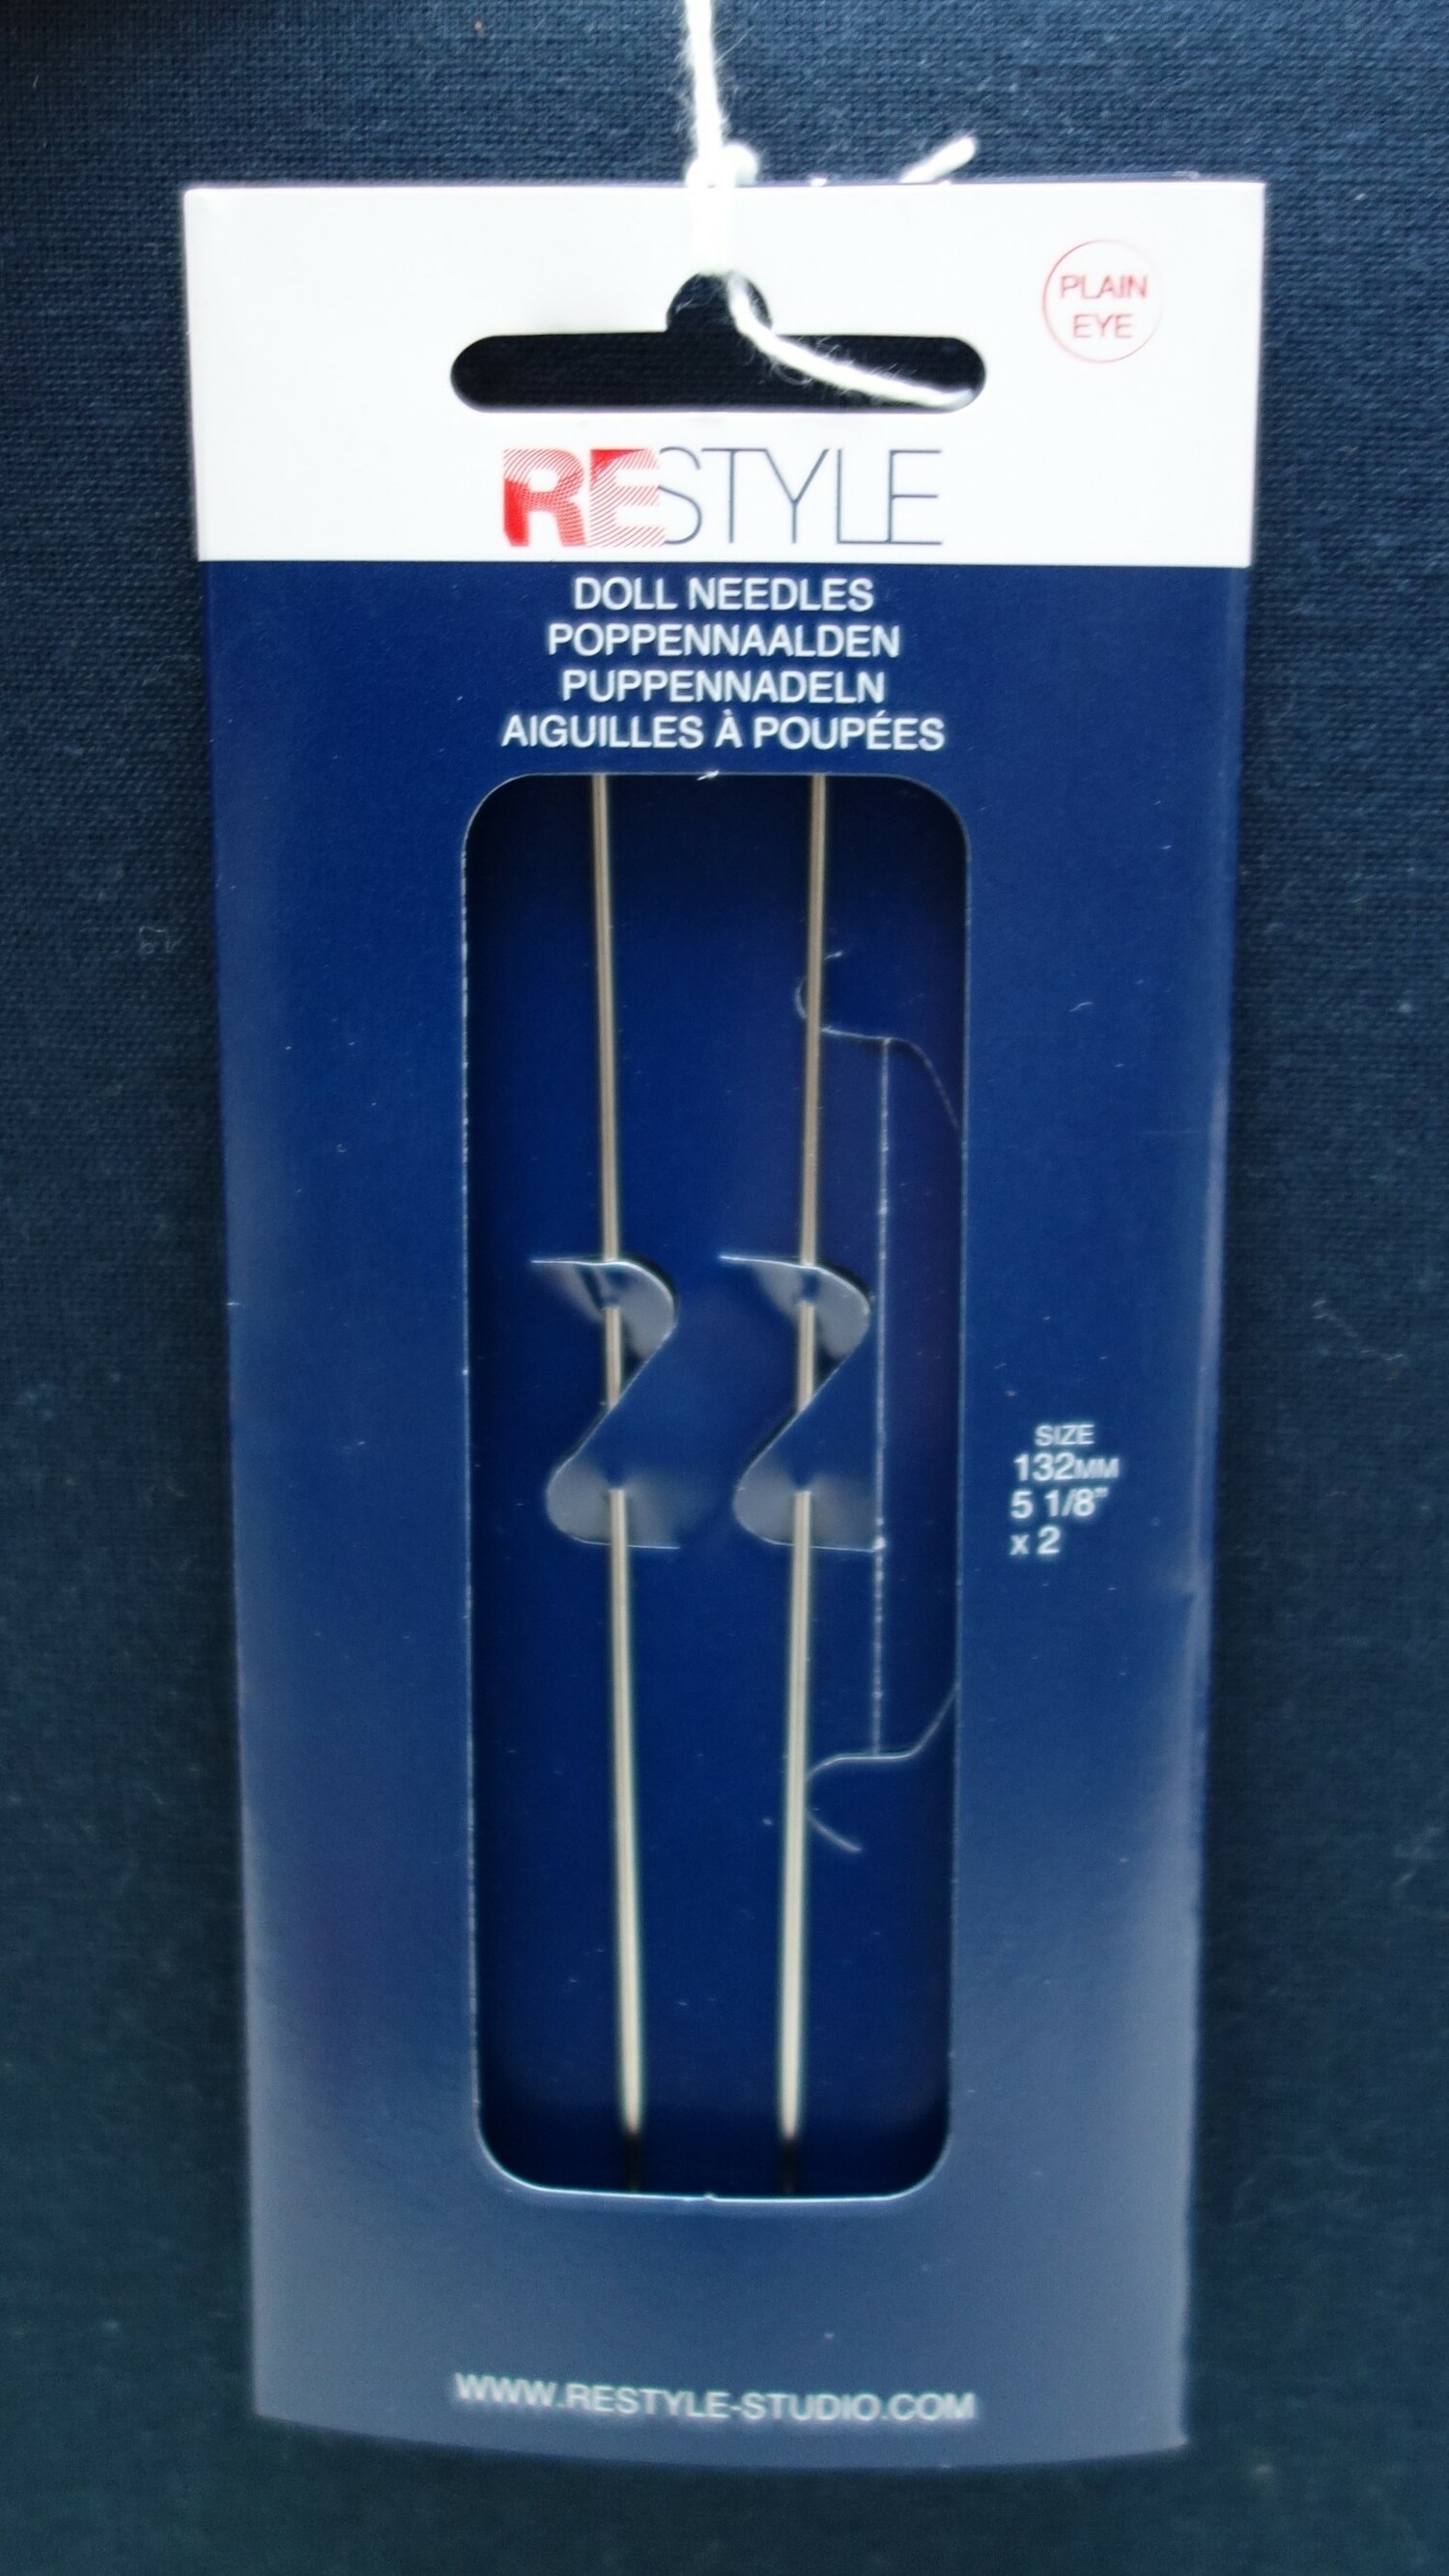 PLAIN
EYE
RESTYLE
DOLL NEEDLES
POPPENNAALDEN
PUPPENNADELN
AIGUILLES À POUPÉES
SIZE
132MM
5 1/8"
x 2
WWW.RESTYLE-STUDIO.COM